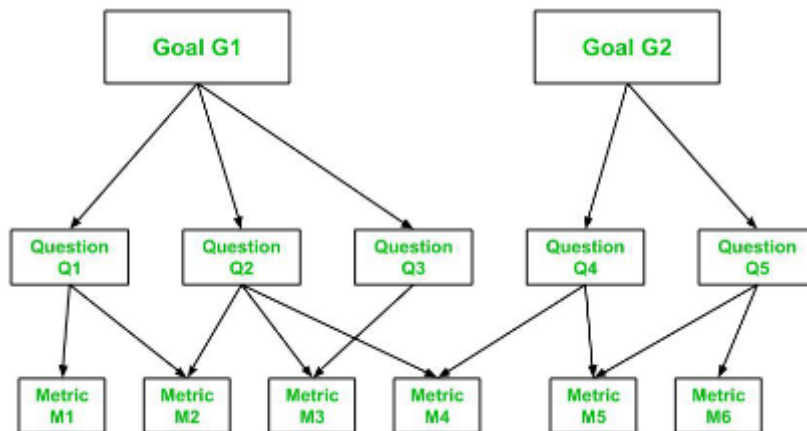 Goal G1
Goal G2
Question
Q1
Question
Q2
Question
Q3
Question
Q4
Question
Q5
Metric
M1
Metric
M2
Metric
M3
Metric
M4
Metric
M5
Metric
M6